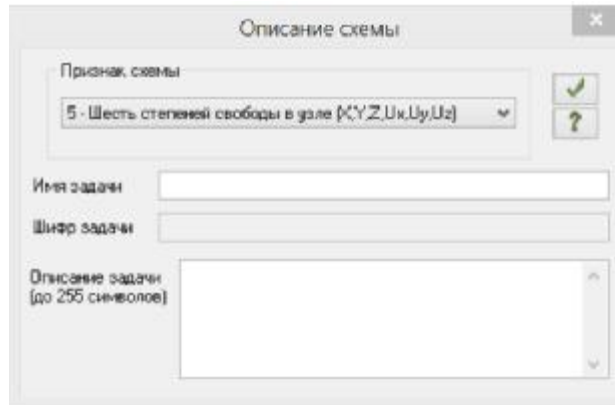 Описание схемы
Признак схемы
5 - Шесть степеней свободы в узле (X,Y,Z,Ux,Uy,Uz)
Имя задачи
Шифр задачи
Описание задачи
(до 255 символов)